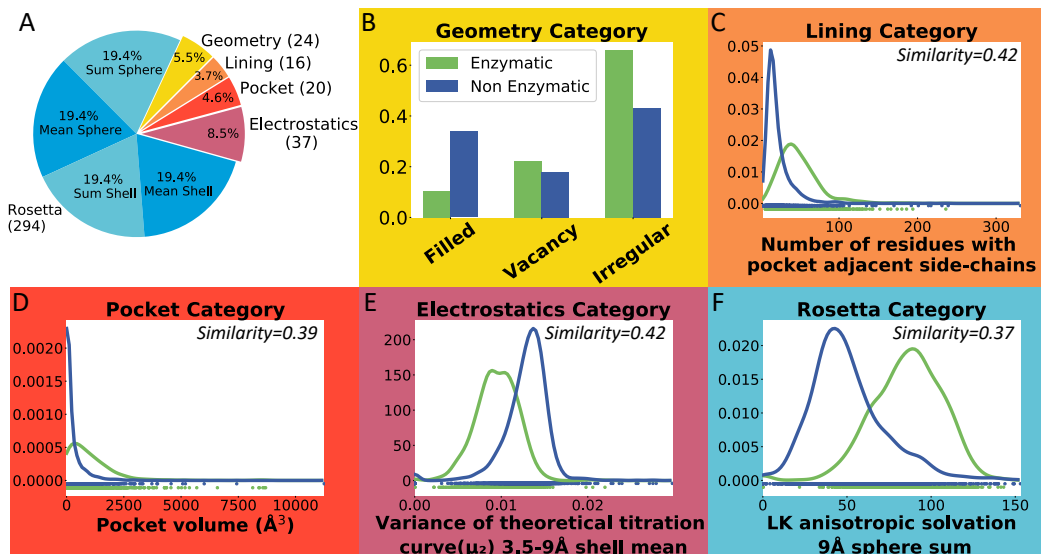 A
19.4%
Sum Sphere
19.4%
Mean Sphere
19.4%
Sum Shell
19.4%
Mean Shell
5.5%
3.7%
4.6%
8.5%
Geometry (24)
Lining (16)
Pocket (20)
Electrostatics
(37)
Rosetta
(294)
B
Geometry Category
Enzymatic
Non Enzymatic
0.6
0.4
0.2
0.0
Filled
Vacancy
Irregular
C
Lining Category
Similarity=0.42
0.05
0.04
0.03
0.02
0.01
0.00
100
200
300
Number of residues with
pocket adjacent side-chains
D
Pocket Category
Similarity=0.39
0.0020
0.0015
0.0010
0.0005
0.0000
0
2500
5000
7500
10000
Pocket volume (Å³)
E
Electrostatics Category
Similarity=0.42
200
150
100
50
0
0.00
0.01
0.02
Variance of theoretical titration
curve(μ₂) 3.5-9Å shell mean
F
Rosetta Category
Similarity=0.37
0.020
0.015
0.010
0.005
0.000
0
50
100
150
LK anisotropic solvation
9Å sphere sum